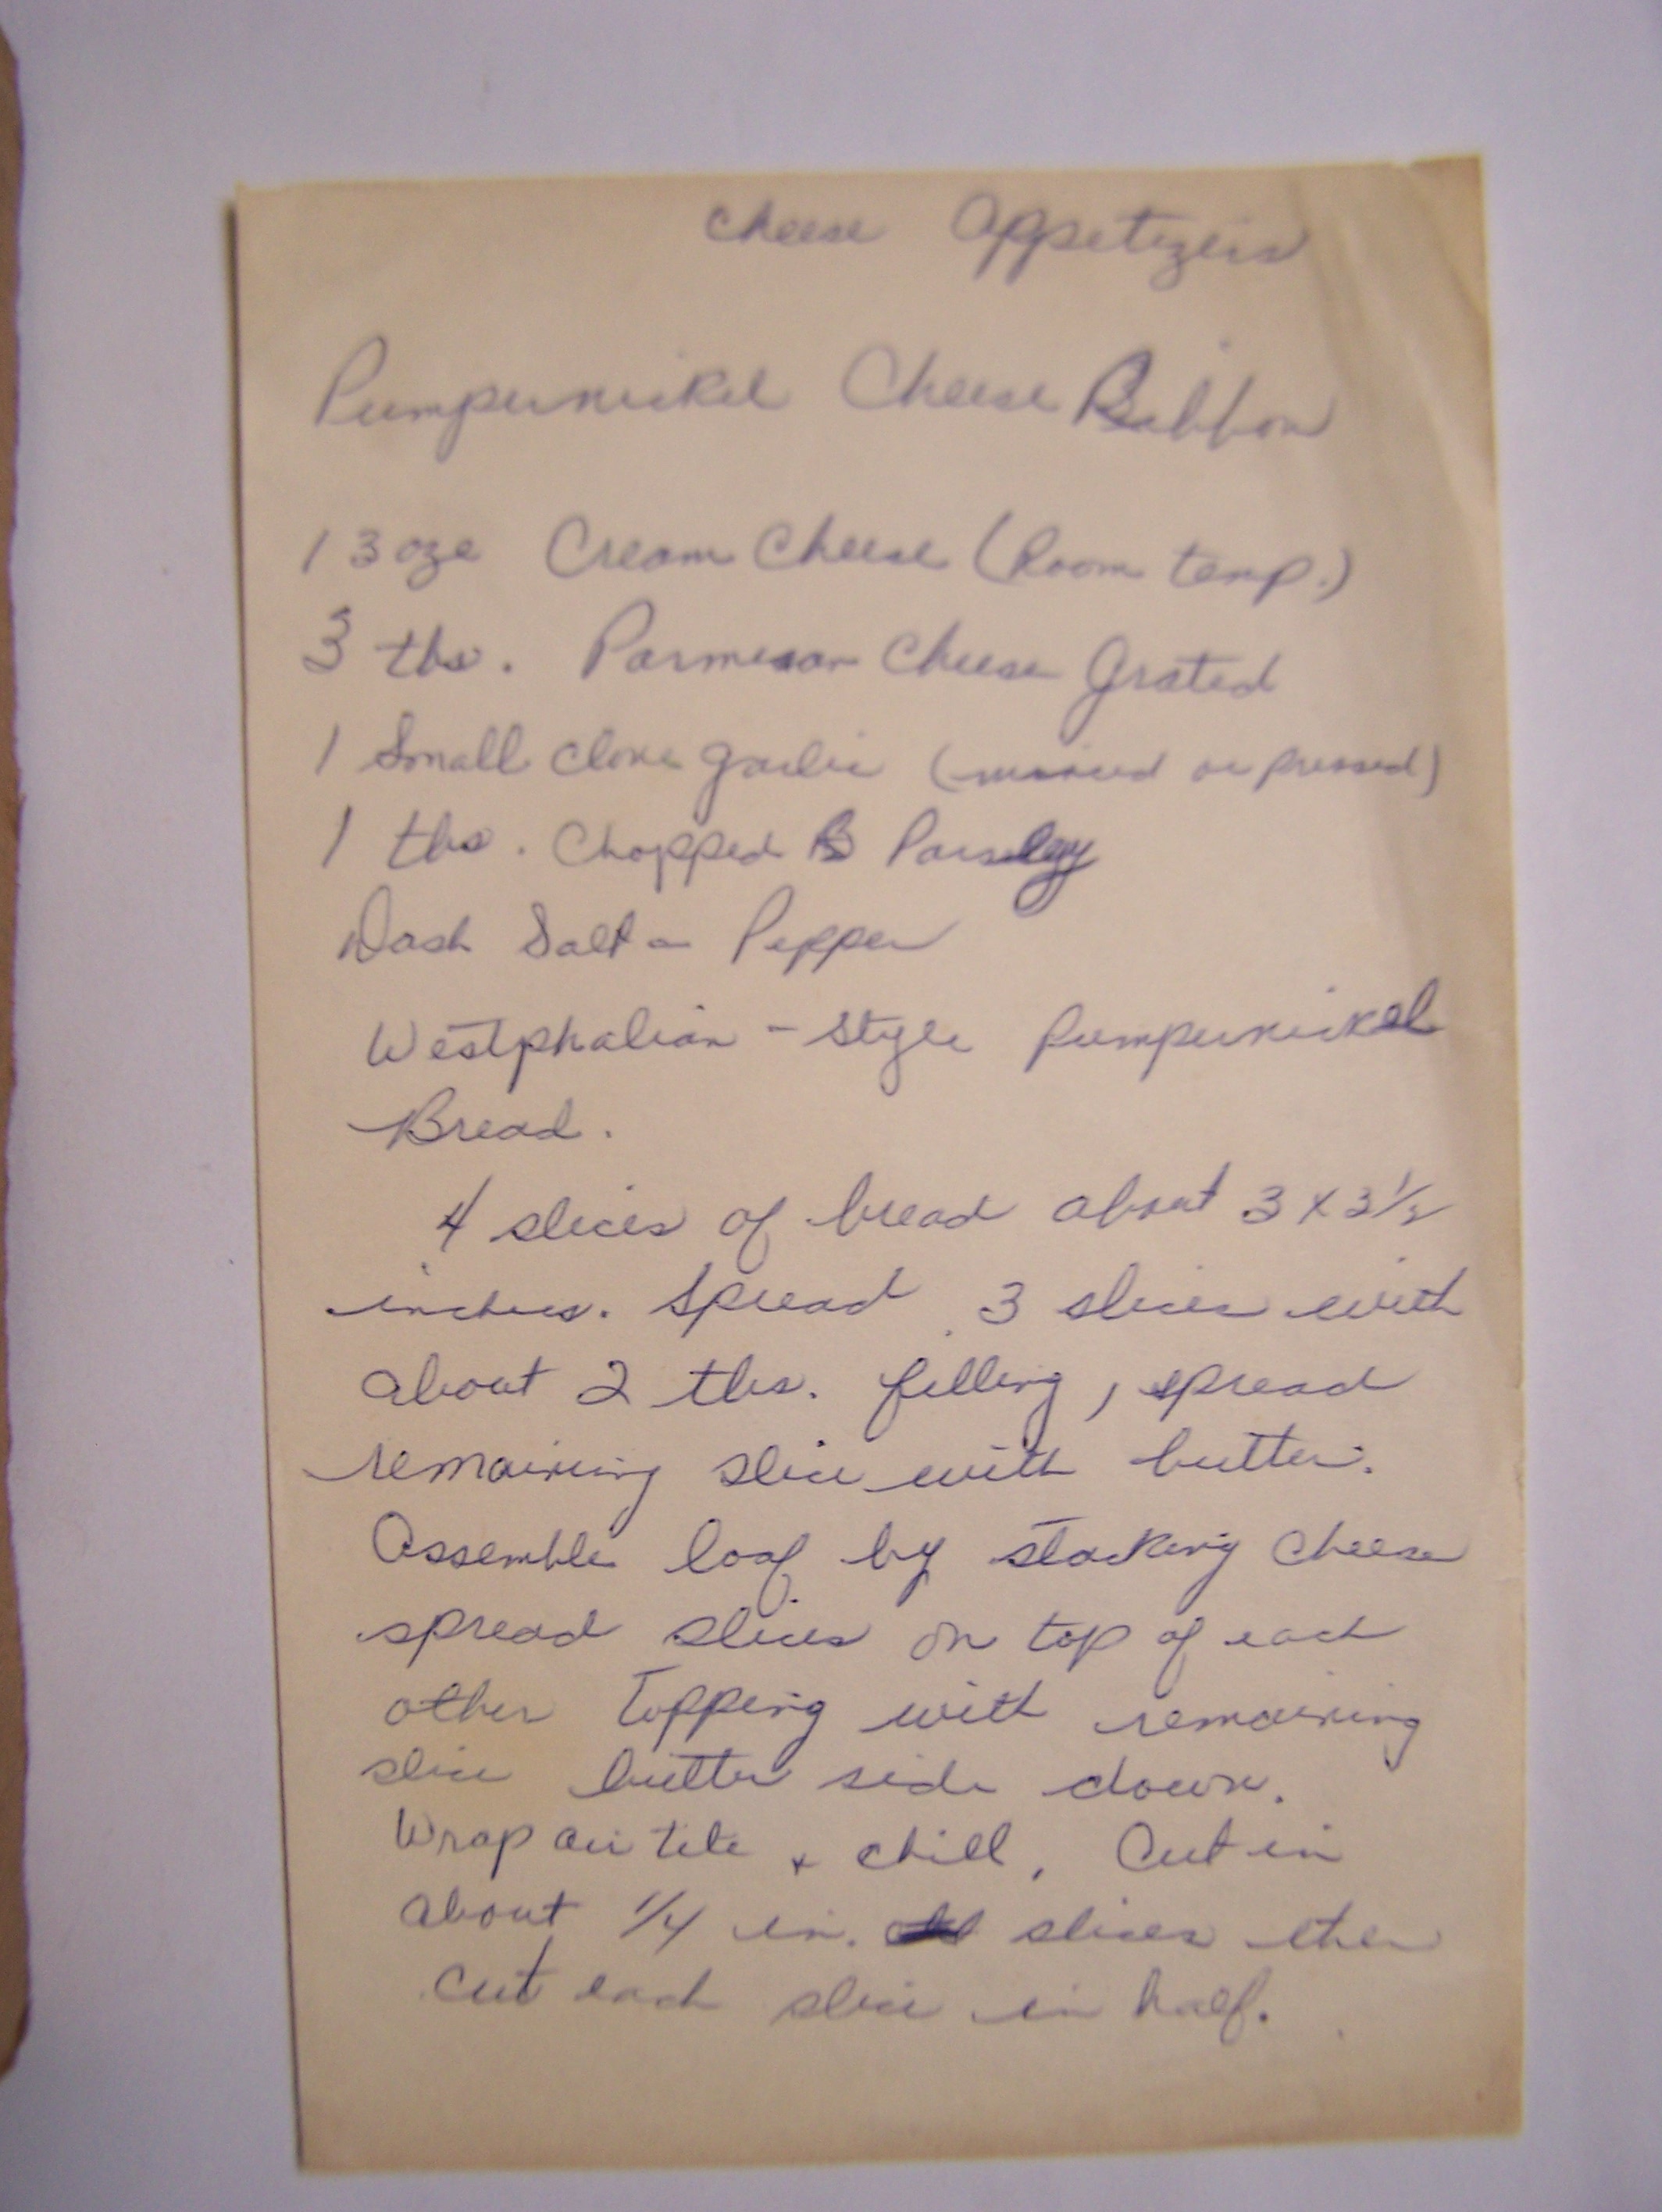 Cheese Appetizers
Pumpernickel Cheese Ribbon
1 3 oze Cream Cheese (Room temp.)
3 tbs. Parmesan Cheese Grated
1 Small clove garlic (minced or pressed)
1 tbs. Chopped Parsley
Dash Salt - Pepper
Westphalian - Style Pumpernickel
Bread.
4 slices of bread about 3 x 3 1/2
inches. Spread 3 slices with
about 2 tbs. filling, spread
remaining slice with butter.
Assemble loaf by stacking cheese
spread slices on top of each
other Topping with remaining
slice butter side down.
Wrap air tite + chill. Cut in
about 1/4 in. slices then
cut each slice in half.